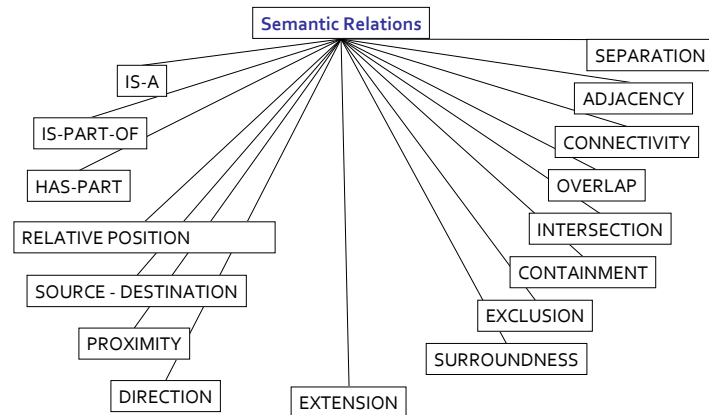 Semantic Relations
SEPARATION
IS-A
ADJACENCY
IS-PART-OF
CONNECTIVITY
HAS-PART
OVERLAP
RELATIVE POSITION
INTERSECTION
CONTAINMENT
SOURCE - DESTINATION
EXCLUSION
PROXIMITY
SURROUNDNESS
DIRECTION
EXTENSION